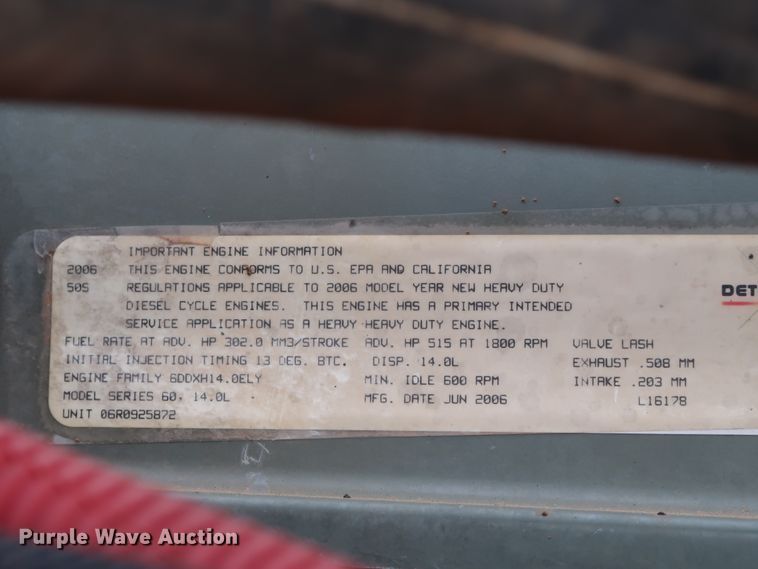 IMPORTANT ENGINE INFORMATION
2006 THIS ENGINE CONFORMS TO U.S. EPA AND CALIFORNIA
50S REGULATIONS APPLICABLE TO 2006 MODEL YEAR NEW HEAVY DUTY
DIESEL CYCLE ENGINES. THIS ENGINE HAS A PRIMARY INTENDED
SERVICE APPLICATION AS A HEAVY HEAVY DUTY ENGINE.
DET
FUEL RATE AT ADV. HP 302.0 MM3/STROKE ADV. HP 515 AT 1800 RPM VALVE LASH
INITIAL INJECTION TIMING 13 DEG. BTC. DISP. 14.0L EXHAUST .508 MM
ENGINE FAMILY 6DDXH14.0ELY MIN. IDLE 600 RPM INTAKE .203 MM
MODEL SERIES 60, 14.0L MFG. DATE JUN 2006 L16178
UNIT 06R0925872
Purple Wave Auction